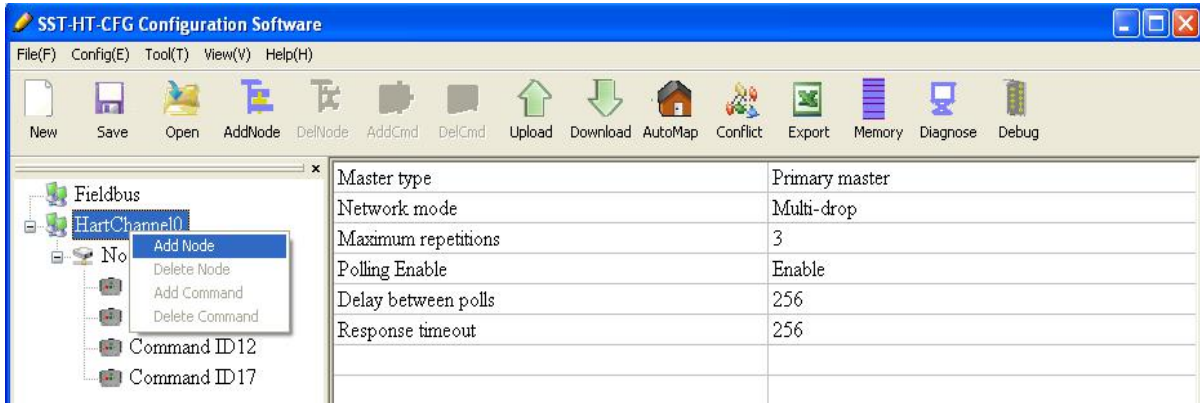 SST-HT-CFG Configuration Software
File(F) Config(E) Tool(T) View(V) Help(H)
New Save Open AddNode DelNode AddCmd DelCmd Upload Download AutoMap Conflict Export Memory Diagnose Debug
Fieldbus
HartChannel0
No
Add Node
Delete Node
Add Command
Delete Command
Command ID12
Command ID17
Master type Primary master
Network mode Multi-drop
Maximum repetitions 3
Polling Enable Enable
Delay between polls 256
Response timeout 256